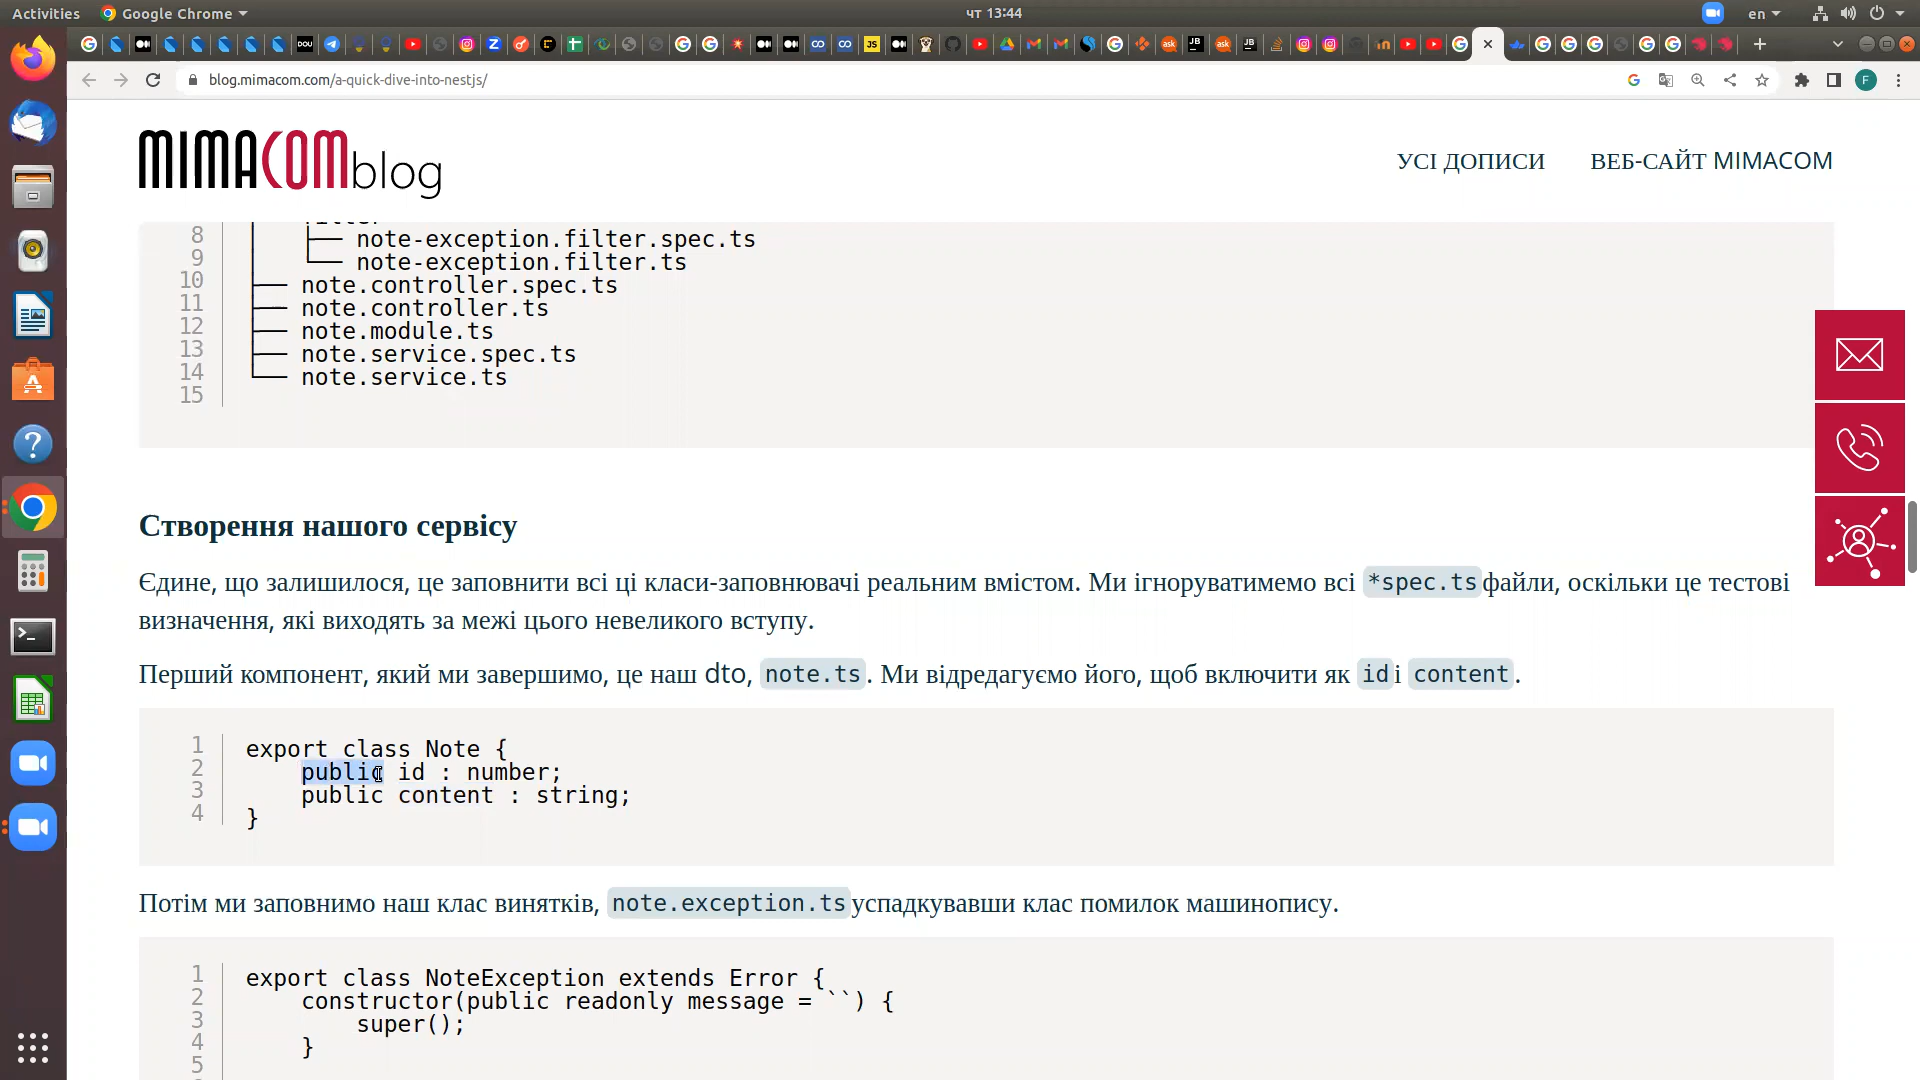 Activities Google Chrome чт 13:44 en
blog.mimacom.com/a-quick-dive-into-nestjs/
MIMACOM blog
УСІ ДОПИСИ ВЕБ-САЙТ MIMACOM
8 │ ├── note-exception.filter.spec.ts
9 │ └── note-exception.filter.ts
10 ├── note.controller.spec.ts
11 ├── note.controller.ts
12 ├── note.module.ts
13 ├── note.service.spec.ts
14 └── note.service.ts
15
Створення нашого сервісу
Єдине, що залишилося, це заповнити всі ці класи-заповнювачі реальним вмістом. Ми ігноруватимемо всі *spec.ts файли, оскільки це тестові
визначення, які виходять за межі цього невеликого вступу.
Перший компонент, який ми завершимо, це наш dto, note.ts. Ми відредагуємо його, щоб включити як id і content.
1 export class Note {
2 public id : number;
3 public content : string;
4 }
Потім ми заповнимо наш клас винятків, note.exception.ts успадкувавши клас помилок машинопису.
1 export class NoteException extends Error {
2 constructor(public readonly message = ``) {
3 super();
4 }
5